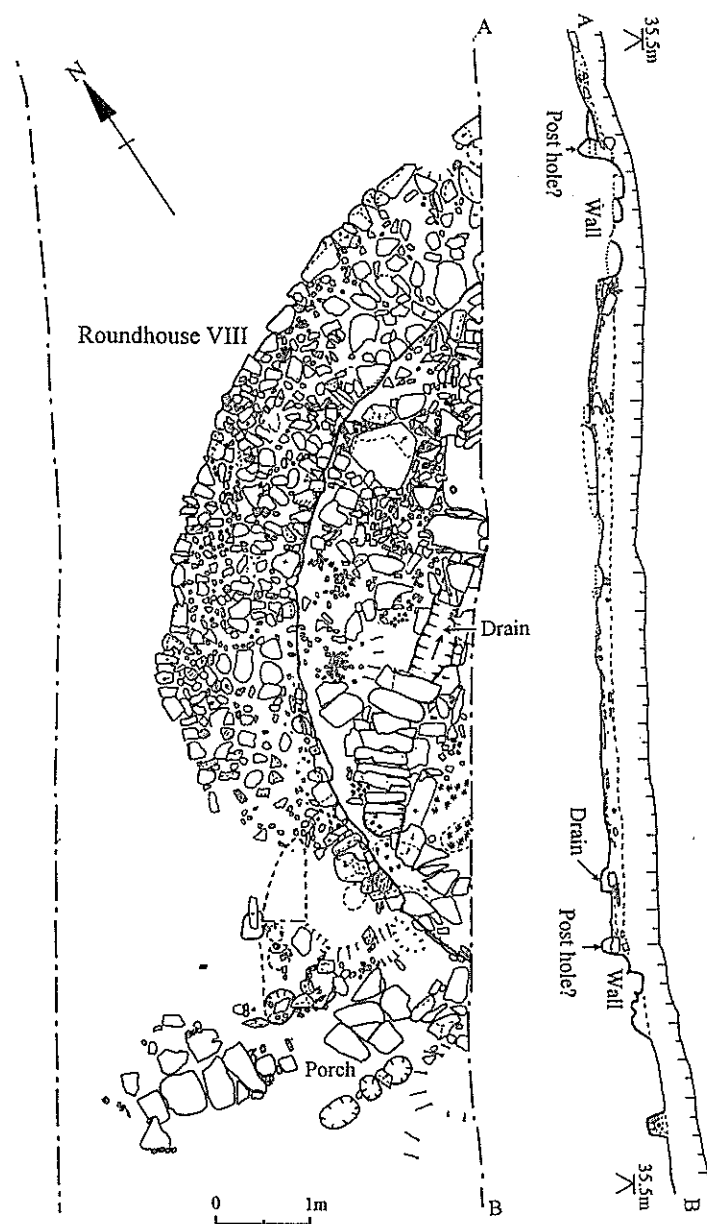 A
N
Roundhouse VIII
Drain
Porch
0 1m
B
35.5m
A
Post hole?
Wall
Drain
Post hole?
Wall
35.5m
B